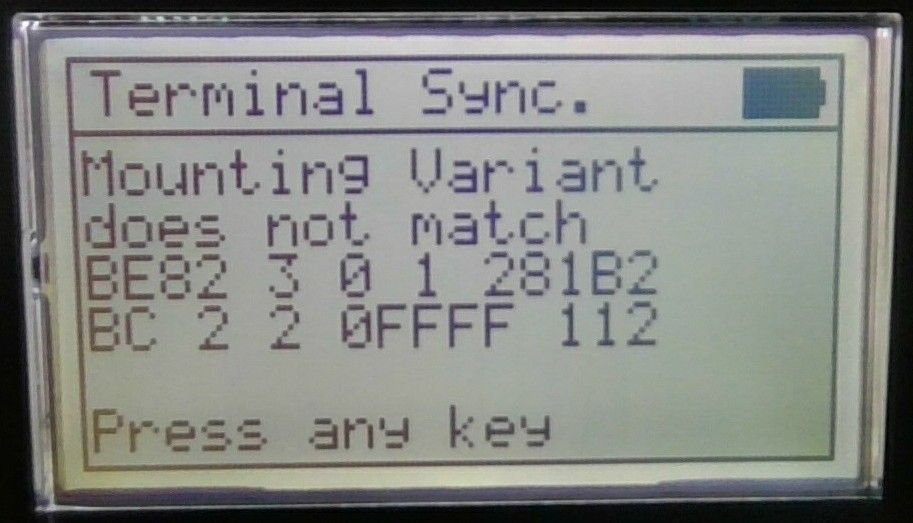 Terminal Sync.
Mounting Variant
does not match
BE82 3 0 1 281B2
BC 2 2 0FFFF 112
Press any key